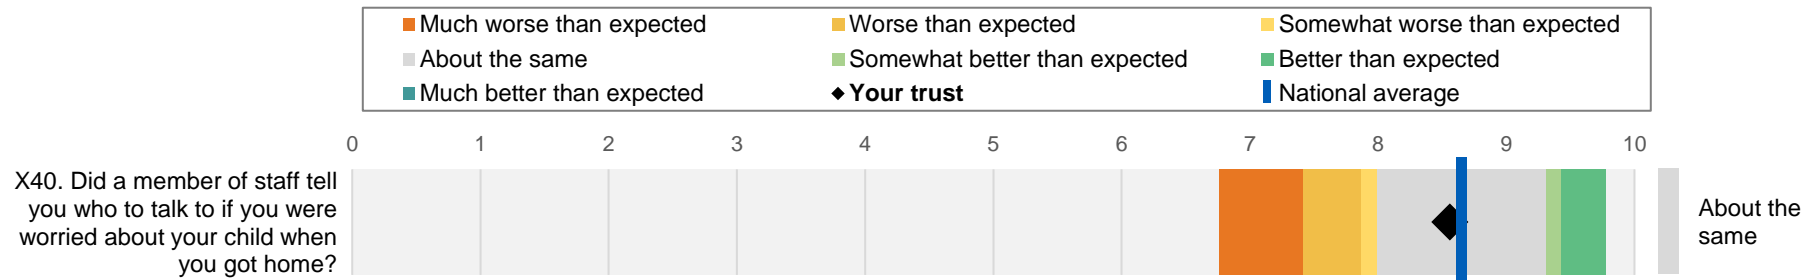 Much worse than expected Worse than expected Somewhat worse than expected
About the same Somewhat better than expected Better than expected
Much better than expected Your trust National average
0 1 2 3 4 5 6 7 8 9 10
X40. Did a member of staff tell
you who to talk to if you were
worried about your child when
you got home?
About the
same